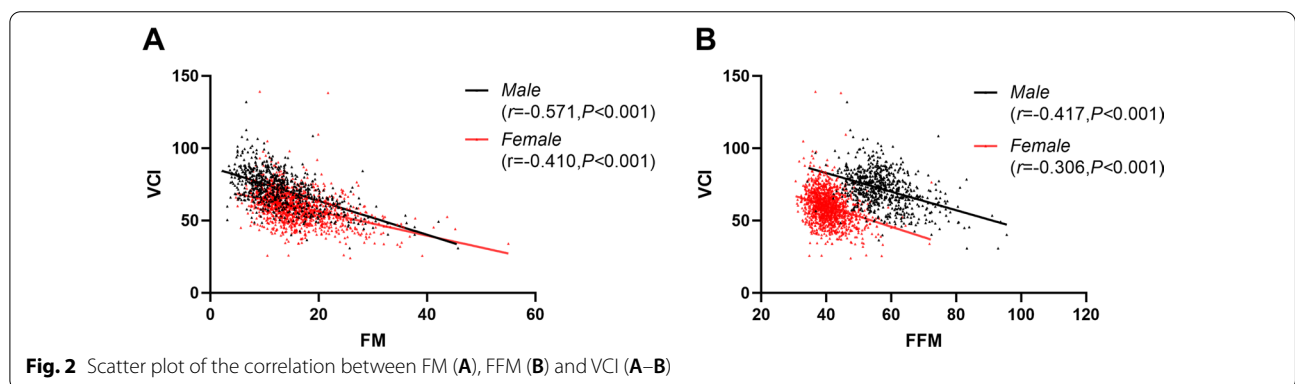 A
VCI
150
100
50
0
0
20
40
60
FM
Male
(r=-0.571,P<0.001)
Female
(r=-0.410,P<0.001)
B
VCI
150
100
50
0
20
40
60
80
100
120
FFM
Male
(r=-0.417,P<0.001)
Female
(r=-0.306,P<0.001)
Fig. 2 Scatter plot of the correlation between FM (A), FFM (B) and VCI (A–B)